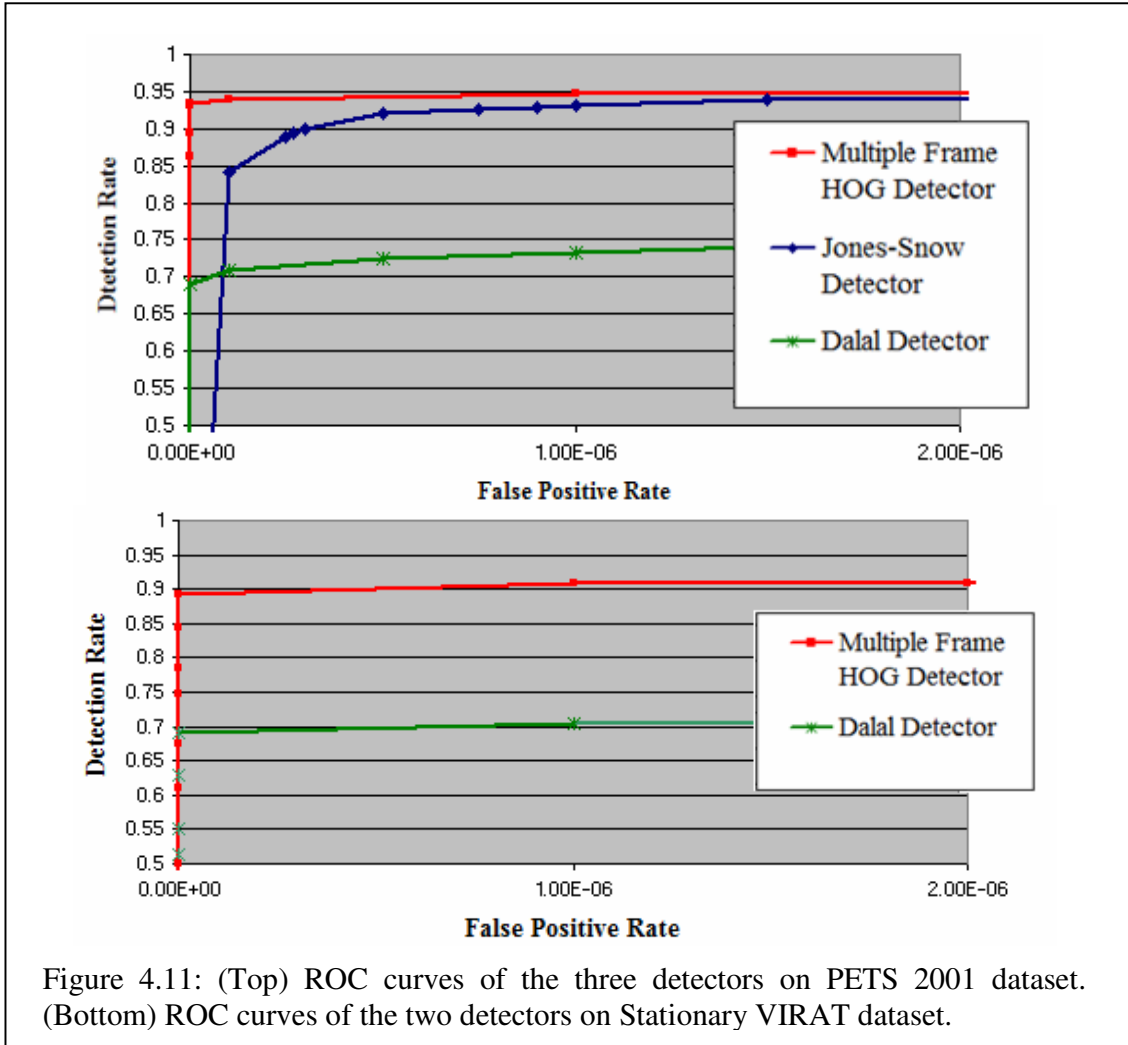 1
0.95
0.9
0.85
0.8
0.75
0.7
0.65
0.6
0.55
0.5
Dtetction Rate
0.00E+00 1.00E-06 2.00E-06
False Positive Rate
Multiple Frame
HOG Detector
Jones-Snow
Detector
Dalal Detector
1
0.95
0.9
0.85
0.8
0.75
0.7
0.65
0.6
0.55
0.5
Detection Rate
0.00E+00 1.00E-06 2.00E-06
False Positive Rate
Multiple Frame
HOG Detector
Dalal Detector
Figure 4.11: (Top) ROC curves of the three detectors on PETS 2001 dataset.
(Bottom) ROC curves of the two detectors on Stationary VIRAT dataset.